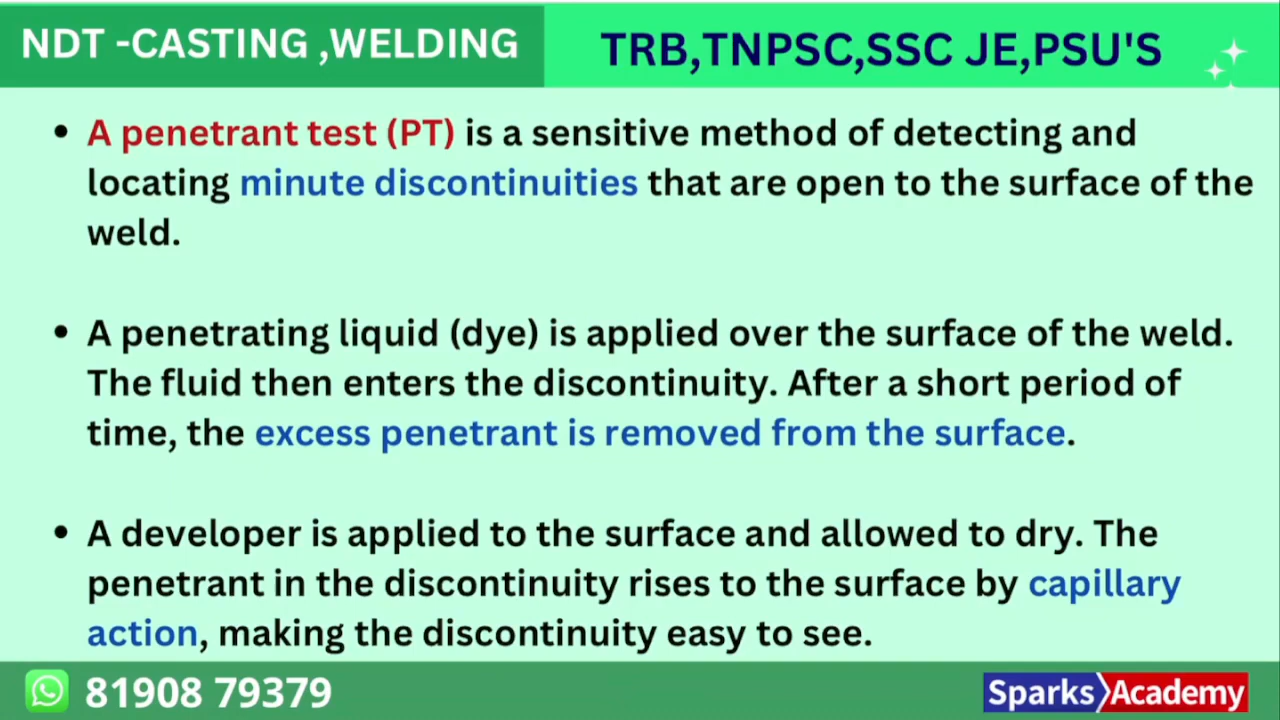 NDT -CASTING ,WELDING
TRB,TNPSC,SSC JE,PSU'S
• A penetrant test (PT) is a sensitive method of detecting and
locating minute discontinuities that are open to the surface of the
weld.
• A penetrating liquid (dye) is applied over the surface of the weld.
The fluid then enters the discontinuity. After a short period of
time, the excess penetrant is removed from the surface.
• A developer is applied to the surface and allowed to dry. The
penetrant in the discontinuity rises to the surface by capillary
action, making the discontinuity easy to see.
81908 79379
Sparks Academy